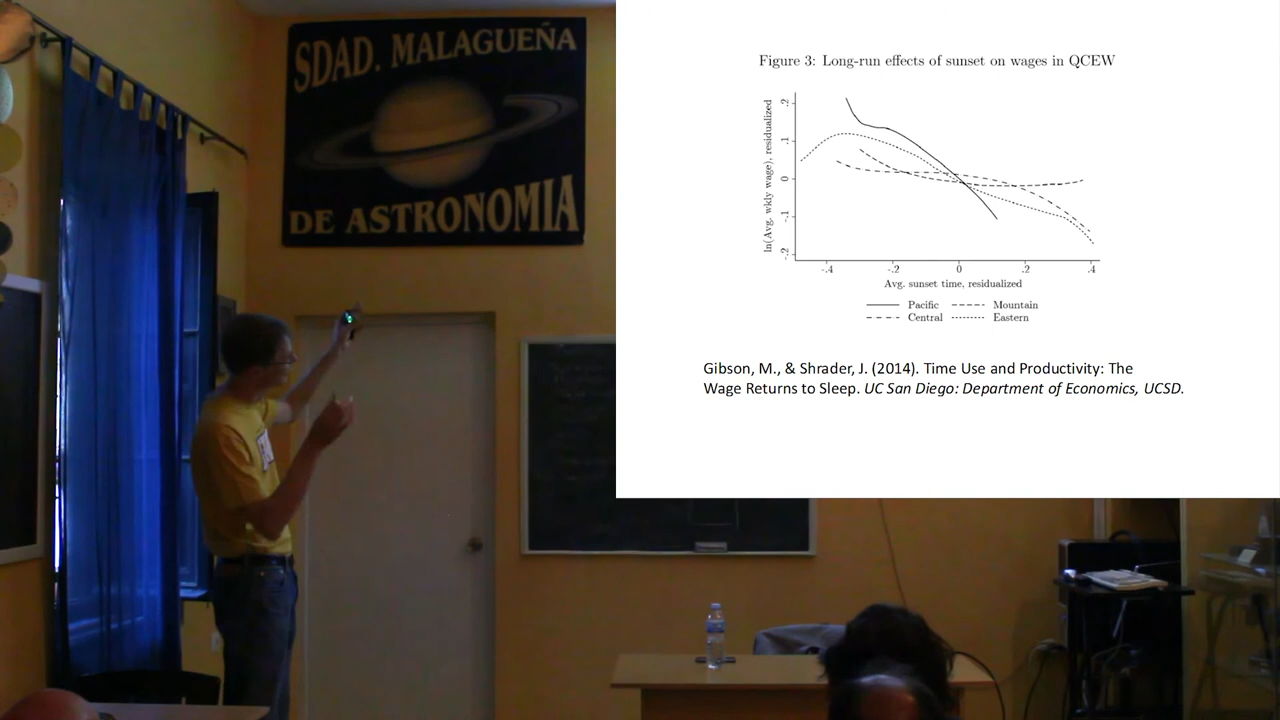 SDAD. MALAGUEÑA
DE ASTRONOMIA
Figure 3: Long-run effects of sunset on wages in QCEW
ln(Avg. wkly wage), residualized
.2
.1
0
-.1
-.2
-.4 -.2 0 .2 .4
Avg. sunset time, residualized
Pacific Mountain
Central Eastern
Gibson, M., & Shrader, J. (2014). Time Use and Productivity: The
Wage Returns to Sleep. UC San Diego: Department of Economics, UCSD.